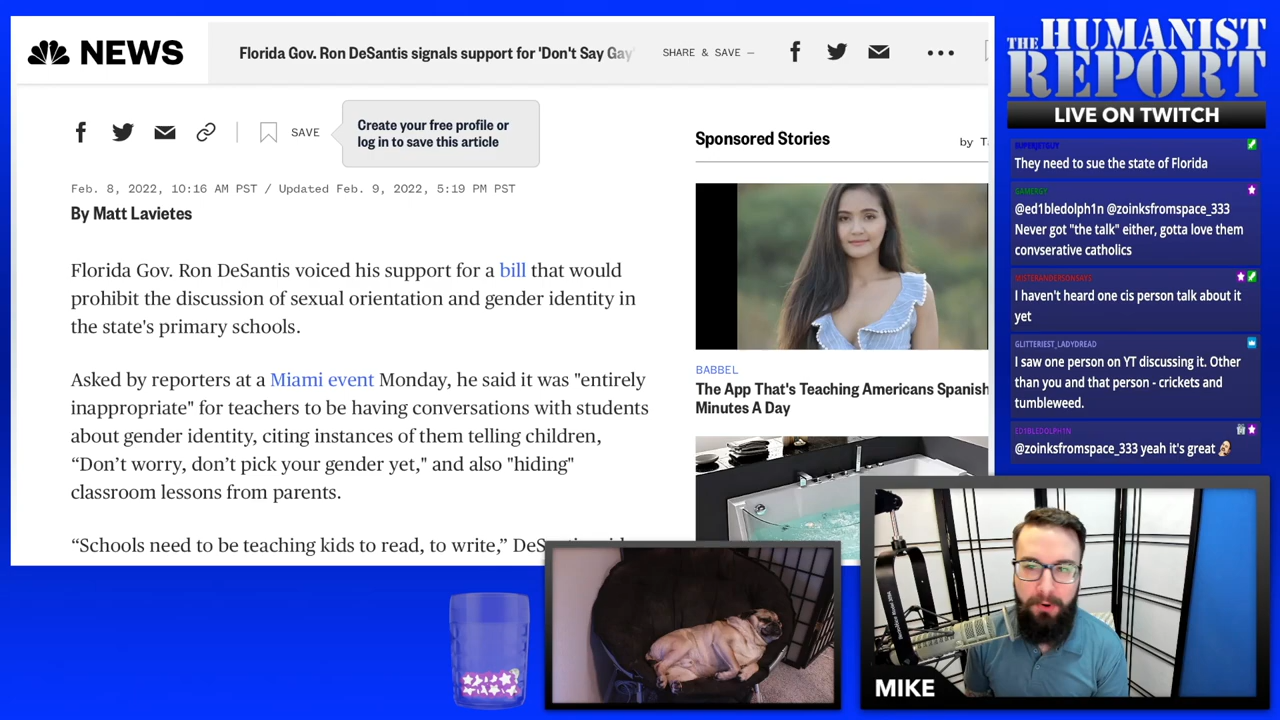 NEWS
Florida Gov. Ron DeSantis signals support for 'Don't Say Gay'
SHARE & SAVE —
SAVE
Create your free profile or
log in to save this article
Feb. 8, 2022, 10:16 AM PST / Updated Feb. 9, 2022, 5:19 PM PST
By Matt Lavietes
Florida Gov. Ron DeSantis voiced his support for a bill that would
prohibit the discussion of sexual orientation and gender identity in
the state's primary schools.
Asked by reporters at a Miami event Monday, he said it was "entirely
inappropriate" for teachers to be having conversations with students
about gender identity, citing instances of them telling children,
“Don’t worry, don’t pick your gender yet," and also "hiding"
classroom lessons from parents.
“Schools need to be teaching kids to read, to write,”
Sponsored Stories
by
BABBEL
The App That's Teaching Americans Spanish
Minutes A Day
THE HUMANIST
REPORT
LIVE ON TWITCH
SUPERJETGUY
They need to sue the state of Florida
GAMERGY
@ed1bledolph1n @zoinksfromspace_333
Never got "the talk" either, gotta love them
convserative catholics
MISTERANDERSONSAYS
I haven't heard one cis person talk about it
yet
GLITTERIEST_LADYDREAD
I saw one person on YT discussing it. Other
than you and that person - crickets and
tumbleweed.
ED1BLEDOLPH1N
@zoinksfromspace_333 yeah it's great
MIKE